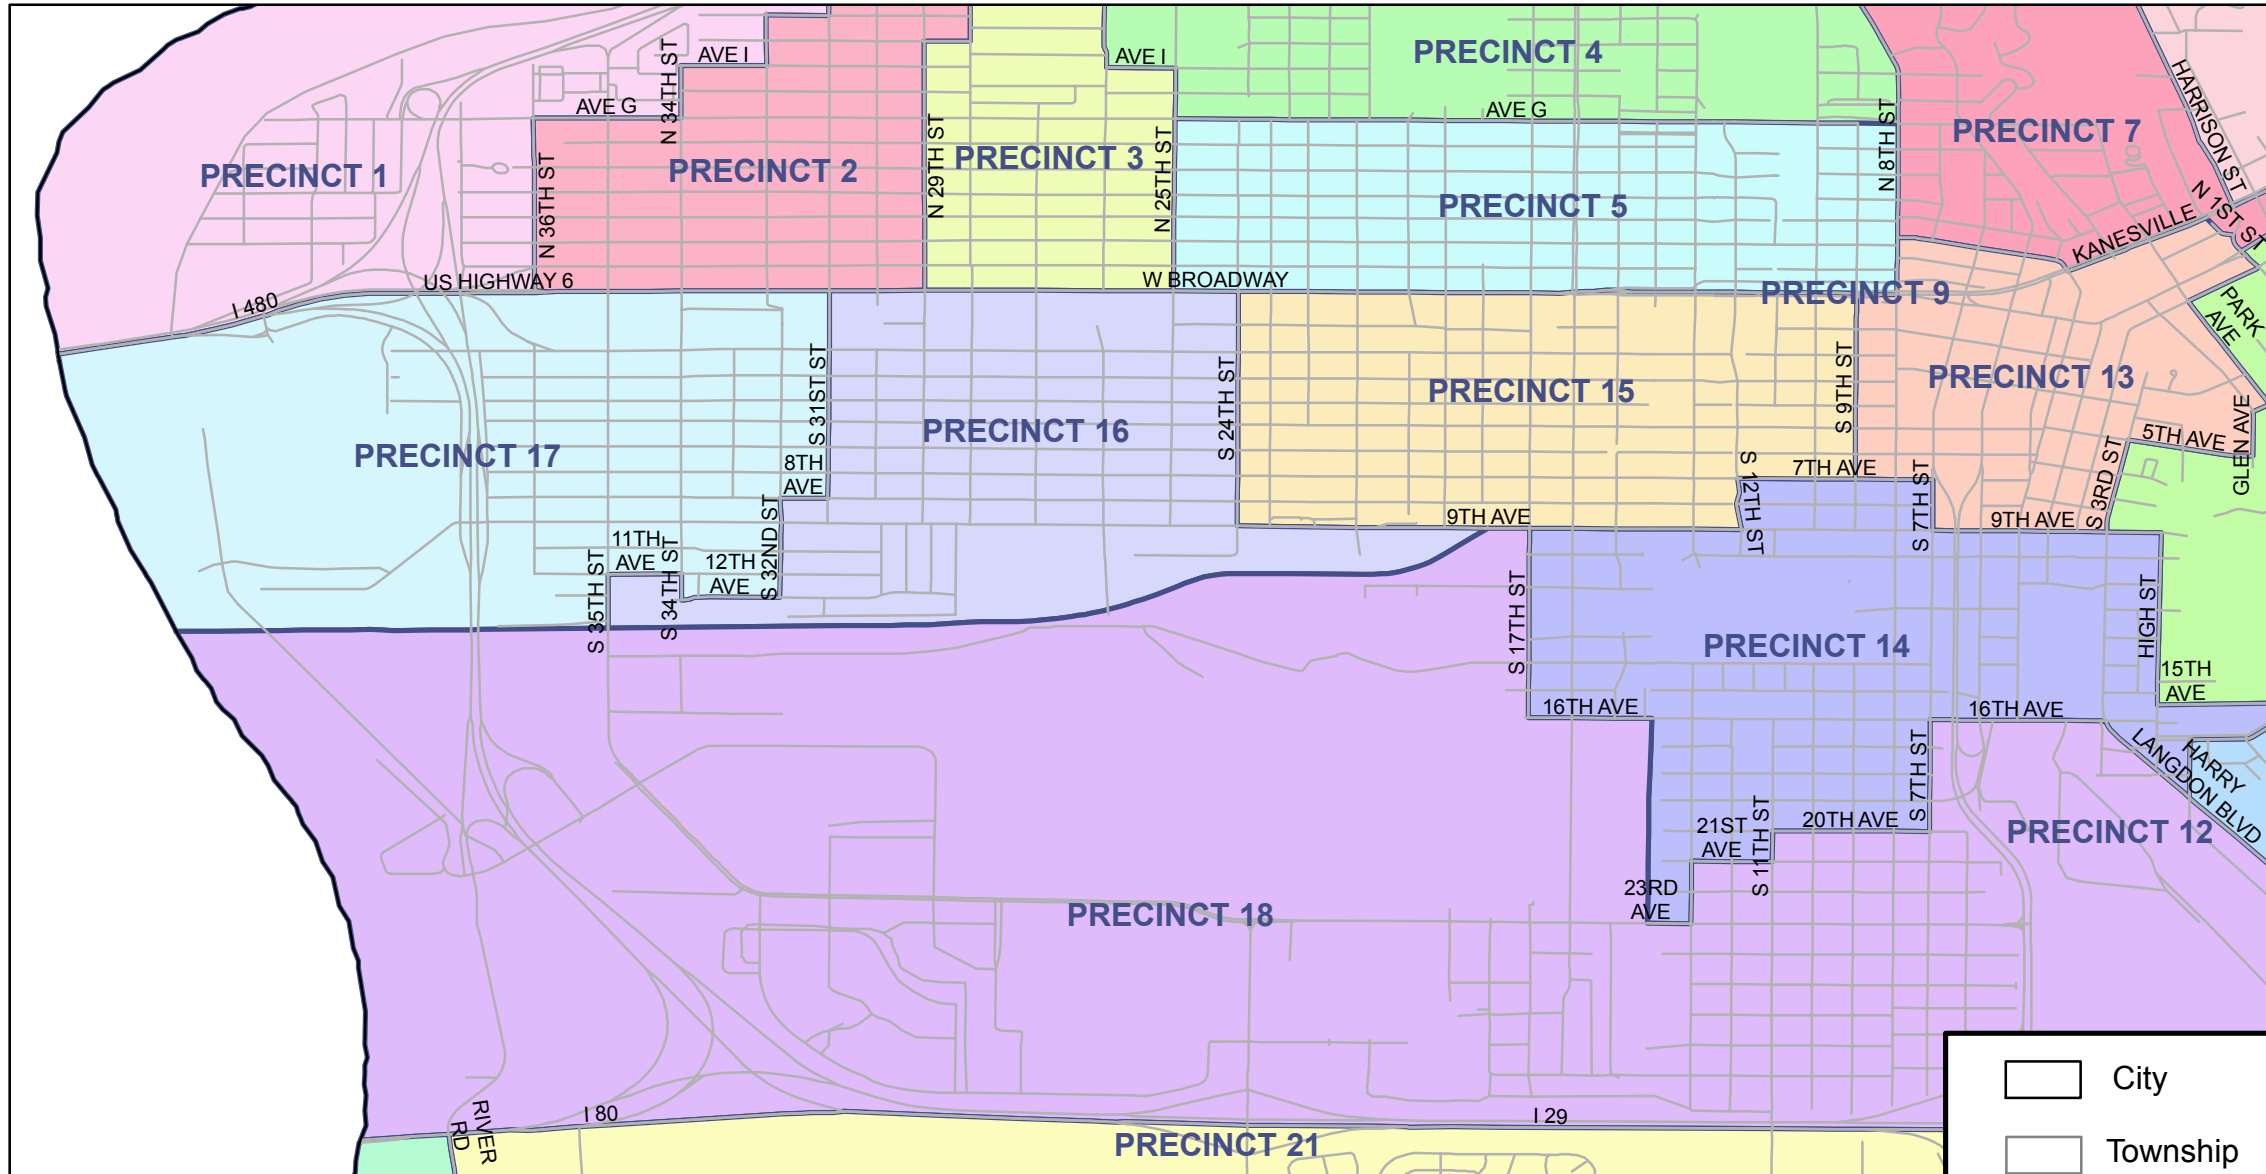 PRECINCT 4
AVE I
AVE I
N 34TH ST
HARRISON ST
AVE G
AVE G
N 8TH ST
PRECINCT 7
PRECINCT 1
PRECINCT 2
N 29TH ST
PRECINCT 3
N 25TH ST
N 36TH ST
PRECINCT 5
N 1ST ST
KANESVILLE
US HIGHWAY 6
W BROADWAY
PRECINCT 9
I 480
PARK
AVE
S 31ST ST
S 24TH ST
PRECINCT 15
S 9TH ST
PRECINCT 13
PRECINCT 16
PRECINCT 17
5TH AVE
GLEN AVE
8TH
AVE
7TH AVE
S 12TH ST
S 7TH ST
S 3RD ST
9TH AVE
9TH AVE
S 32ND ST
11TH
AVE
12TH
AVE
S 35TH ST
S 34TH ST
S 17TH ST
PRECINCT 14
HIGH ST
15TH
AVE
16TH AVE
16TH AVE
S 7TH ST
HARRY
LANGDON BLVD
21ST
AVE
S 11TH ST
20TH AVE
PRECINCT 12
23RD
AVE
PRECINCT 18
City
I 80
I 29
RIVER
RD
PRECINCT 21
Township